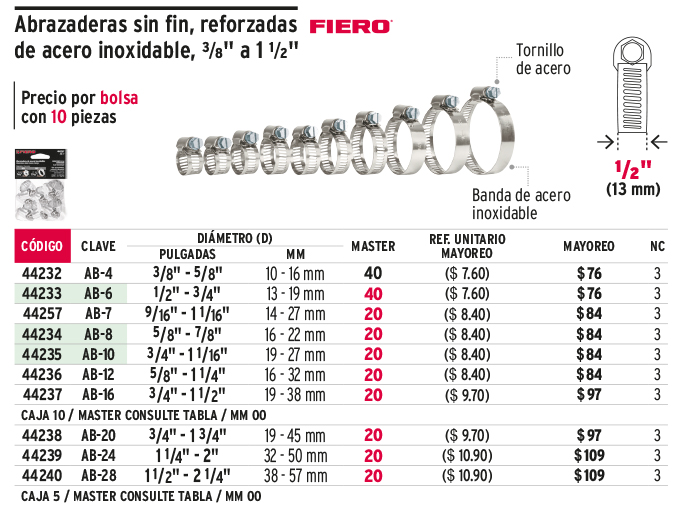 Abrazaderas sin fin, reforzadas FIERO
de acero inoxidable, 3/8" a 1 1/2"
Precio por bolsa
con 10 piezas
Tornillo
de acero
Banda de acero
inoxidable
1/2"
(13 mm)
CÓDIGO CLAVE DIÁMETRO (D) PULGADAS MM MASTER REF. UNITARIO MAYOREO MAYOREO NC
44232 AB-4 3/8" - 5/8" 10 - 16 mm 40 ($ 7.60) $76 3
44233 AB-6 1/2" - 3/4" 13 - 19 mm 40 ($ 7.60) $76 3
44257 AB-7 9/16" - 1 1/16" 14 - 27 mm 20 ($ 8.40) $84 3
44234 AB-8 5/8" - 7/8" 16 - 22 mm 20 ($ 8.40) $84 3
44235 AB-10 3/4" - 1 1/16" 19 - 27 mm 20 ($ 8.40) $84 3
44236 AB-12 5/8" - 1 1/4" 16 - 32 mm 20 ($ 8.40) $84 3
44237 AB-16 3/4" - 1 1/2" 19 - 38 mm 20 ($ 9.70) $97 3
CAJA 10 / MASTER CONSULTE TABLA / MM 00
44238 AB-20 3/4" - 1 3/4" 19 - 45 mm 20 ($ 9.70) $97 3
44239 AB-24 1 1/4" - 2" 32 - 50 mm 20 ($ 10.90) $109 3
44240 AB-28 1 1/2" - 2 1/4" 38 - 57 mm 20 ($ 10.90) $109 3
CAJA 5 / MASTER CONSULTE TABLA / MM 00